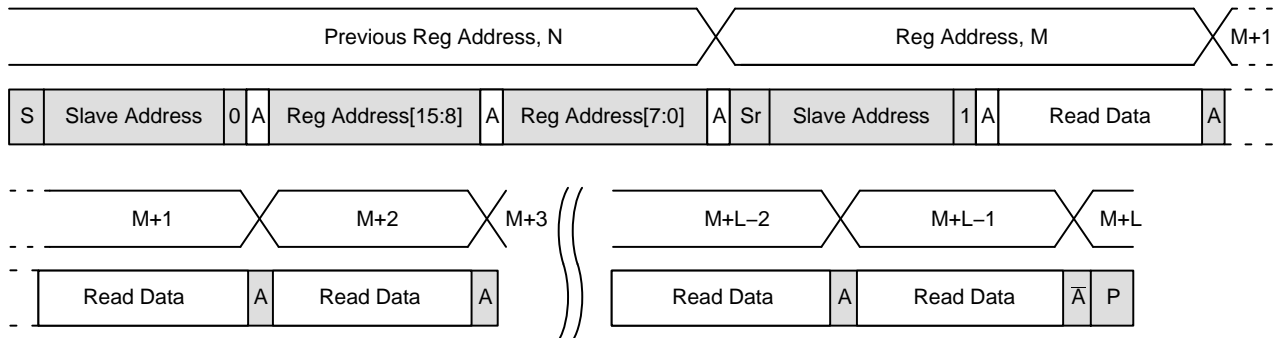 Previous Reg Address, N Reg Address, M M+1
S Slave Address 0 A Reg Address[15:8] A Reg Address[7:0] A Sr Slave Address 1 A Read Data A
M+1 M+2 M+3 M+L−2 M+L−1 M+L
Read Data A Read Data A Read Data A Read Data A̅ P